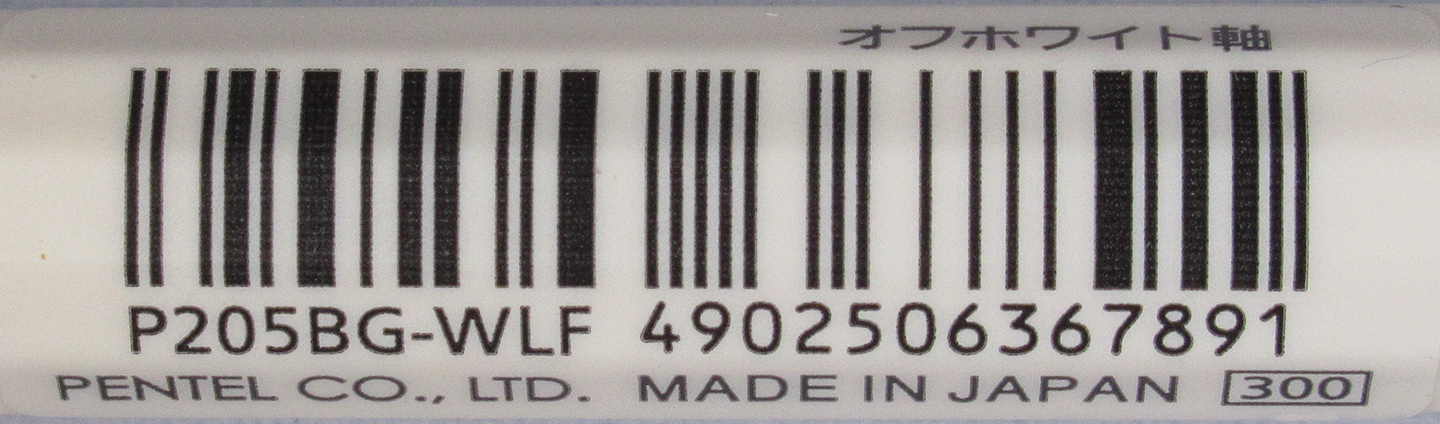 オフホワイト軸
P205BG-WLF 4902506367891
PENTEL CO., LTD. MADE IN JAPAN 300